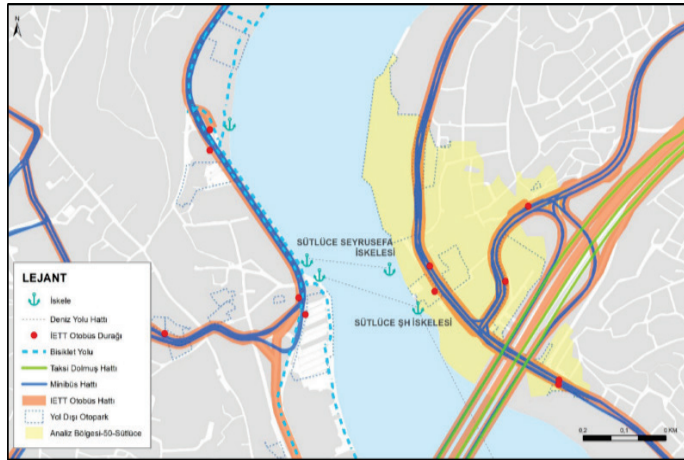 N
SÜTLÜCE SEYRUSEFA
İSKELESİ
SÜTLÜCE ŞH İSKELESİ
LEJANT
İskele
Deniz Yolu Hattı
İETT Otobüs Durağı
Bisiklet Yolu
Taksi Dolmuş Hattı
Minibüs Hattı
IETT Otobüs Hattı
Yol Dışı Otopark
Analiz Bölgesi-50-Sütlüce
0,2 0,1 0 KM